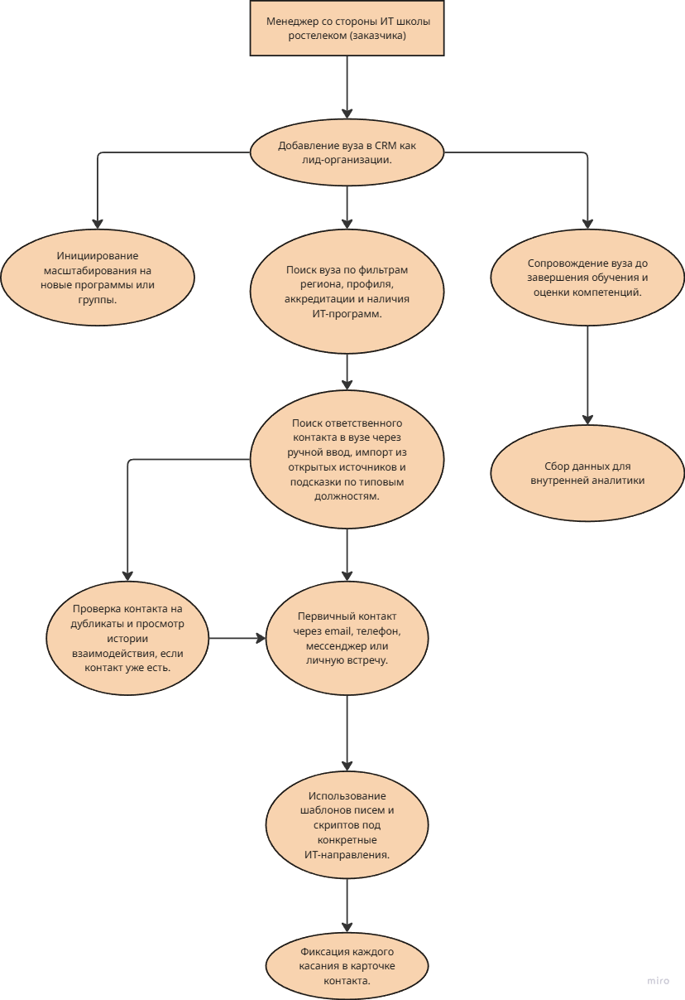 Менеджер со стороны ИТ школы
ростелеком (заказчика)
Добавление вуза в CRM как
лид-организации.
Инициирование
масштабирования на
новые программы или
группы.
Поиск вуза по фильтрам
региона, профиля,
аккредитации и наличия
ИТ-программ.
Сопровождение вуза до
завершения обучения и
оценки компетенций.
Поиск ответственного
контакта в вузе через
ручной ввод, импорт из
открытых источников и
подсказки по типовым
должностям.
Сбор данных для
внутренней аналитики
Проверка контакта на
дубликаты и просмотр
истории
взаимодействия, если
контакт уже есть.
Первичный контакт
через email, телефон,
мессенджер или
личную встречу.
Использование
шаблонов писем и
скриптов под
конкретные
ИТ-направления.
Фиксация каждого
касания в карточке
контакта.
miro